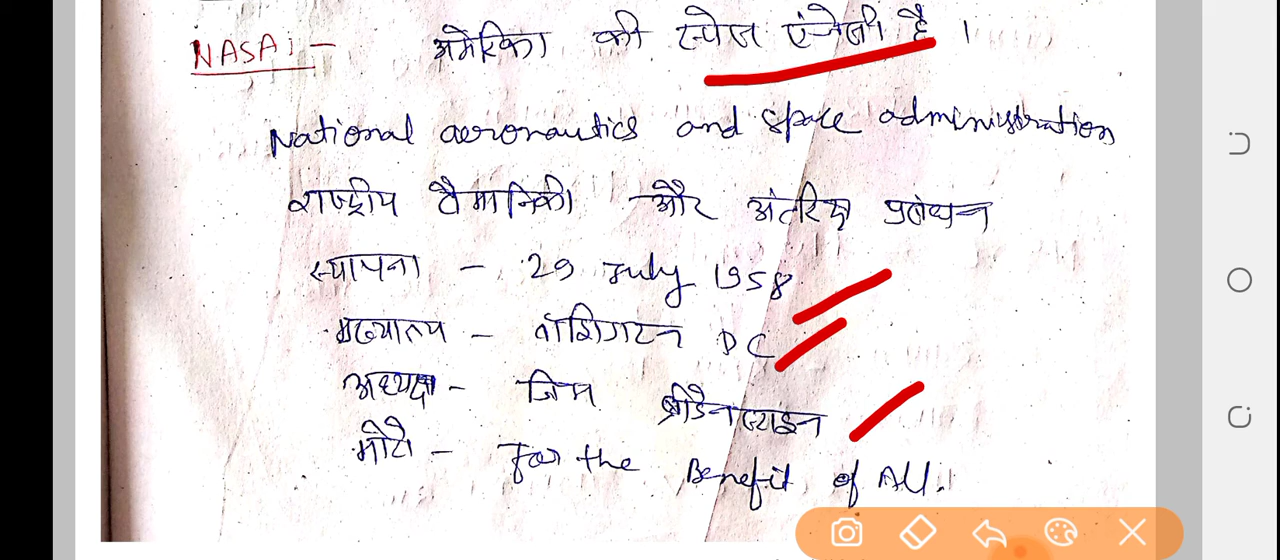 NASA :- अमेरिका की स्पेस एंजेसी है ।
National aeronautics and space administration
राष्ट्रीय वैमानिकी और अंतरिक्ष प्रबंधन
स्थापना - 29 July 1958
मुख्यालय - वॉशिंगटन DC
अध्यक्ष - जिम ब्रीडेनस्टाइन
मोटो - For the Benefit of All.